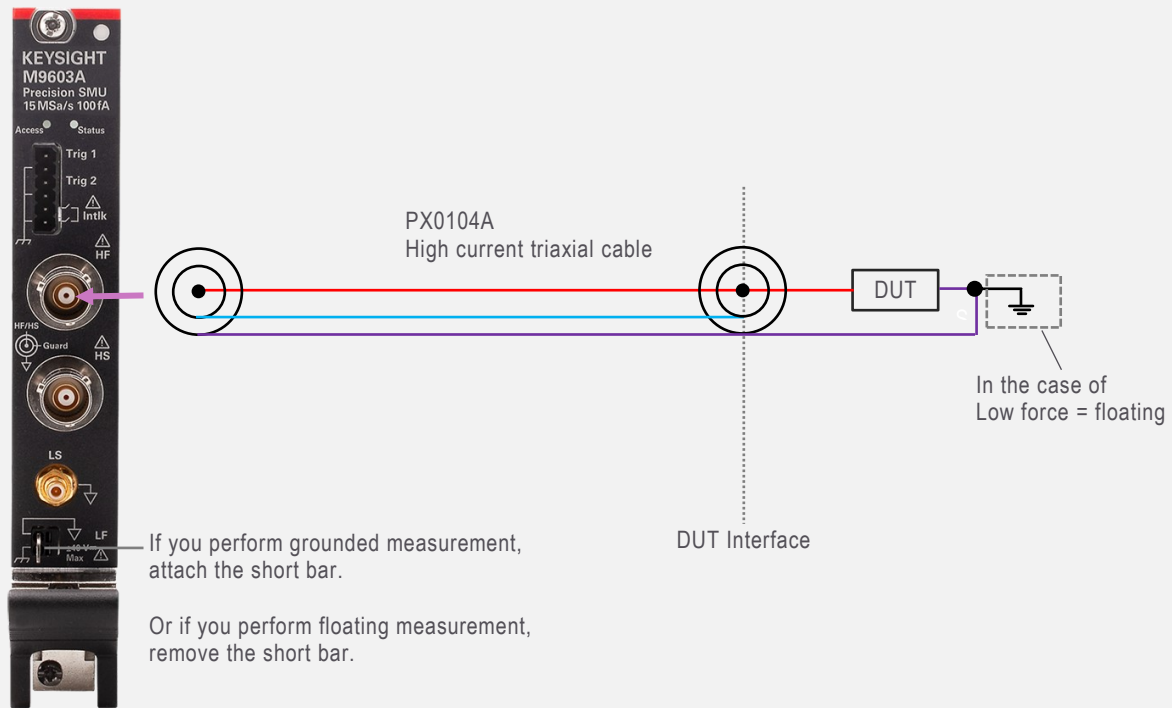 KEYSIGHT
M9603A
Precision SMU
15 MSa/s 100 fA
Access Status
Trig 1
Trig 2
Intlk
HF
HF/HS
Guard
HS
LS
LF
±40 V
Max
PX0104A
High current triaxial cable
DUT
In the case of
Low force = floating
DUT Interface
If you perform grounded measurement,
attach the short bar.
Or if you perform floating measurement,
remove the short bar.